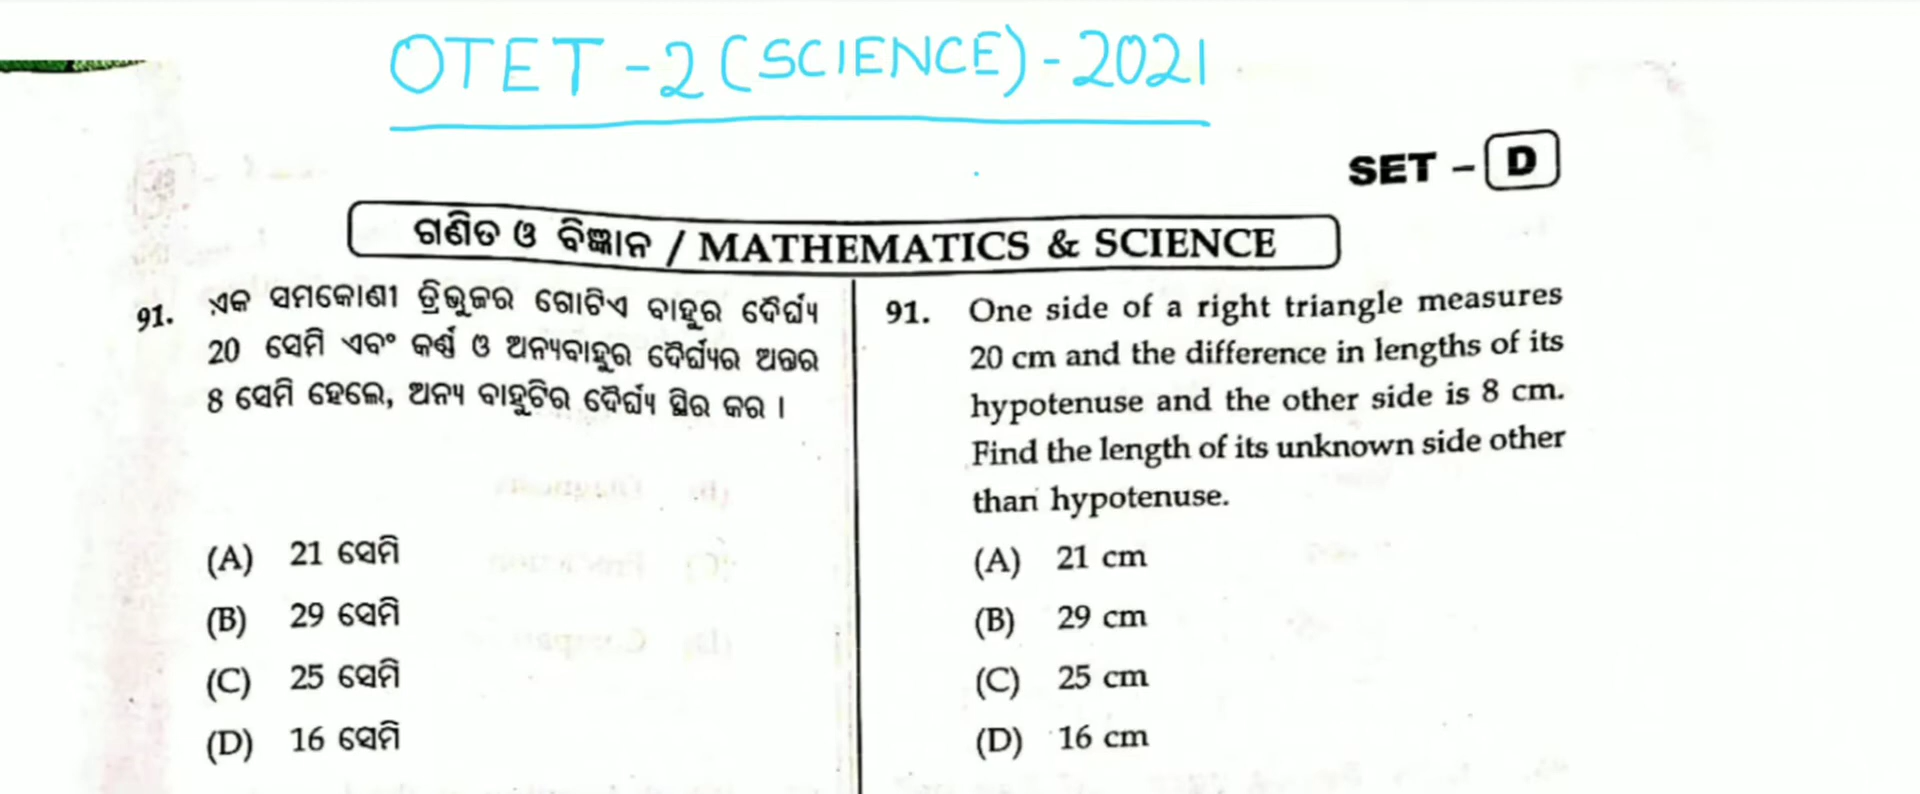 OTET-2(SCIENCE)-2021
SET - D
ଗଣିତ ଓ ବିଜ୍ଞାନ / MATHEMATICS & SCIENCE
91. ଏକ ସମକୋଣୀ ତ୍ରିଭୁଜର ଗୋଟିଏ ବାହୁର ଦୈର୍ଘ୍ୟ
20 ସେମି ଏବଂ କର୍ଣ୍ଣ ଓ ଅନ୍ୟବାହୁର ଦୈର୍ଘ୍ୟର ଅନ୍ତର
8 ସେମି ହେଲେ, ଅନ୍ୟ ବାହୁଟିର ଦୈର୍ଘ୍ୟ ସ୍ଥିର କର ।
(A) 21 ସେମି
(B) 29 ସେମି
(C) 25 ସେମି
(D) 16 ସେମି
91. One side of a right triangle measures
20 cm and the difference in lengths of its
hypotenuse and the other side is 8 cm.
Find the length of its unknown side other
than hypotenuse.
(A) 21 cm
(B) 29 cm
(C) 25 cm
(D) 16 cm